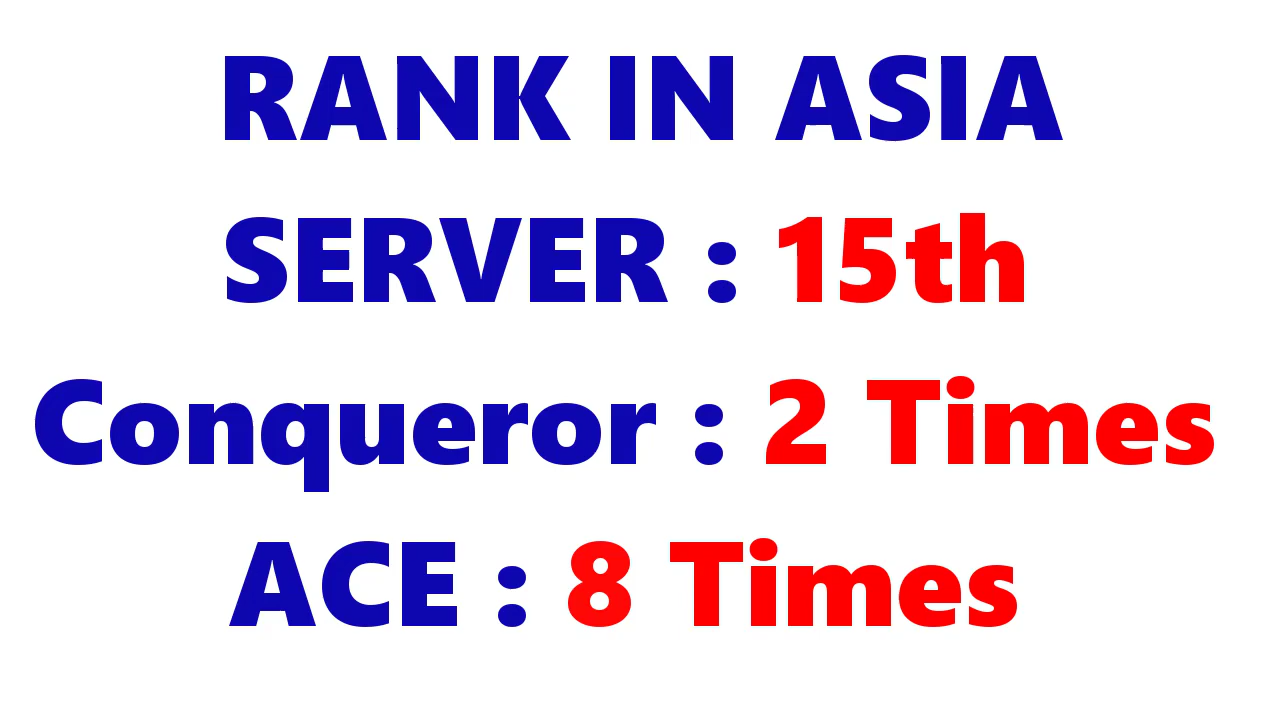 RANK IN ASIA
SERVER : 15th
Conqueror : 2 Times
ACE : 8 Times